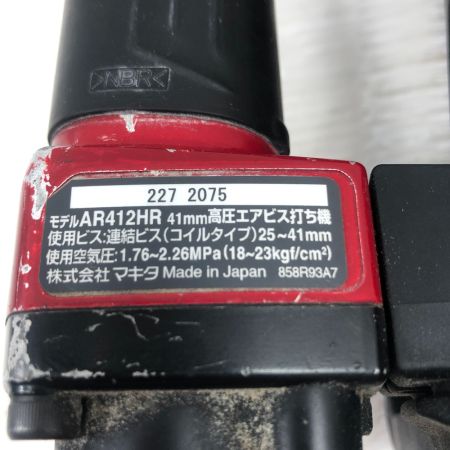 >NBR<
227 2075
モデルAR412HR 41mm高圧エアビス打ち機
使用ビス:連結ビス(コイルタイプ)25~41mm
使用空気圧:1.76~2.26MPa(18~23kgf/cm²)
株式会社マキタ Made in Japan 858R93A7